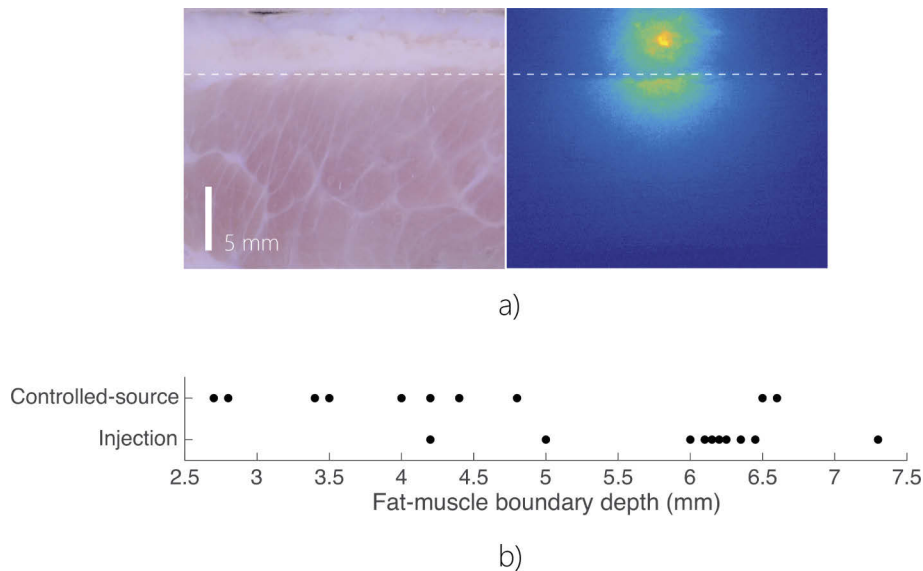 5 mm
a)
Controlled-source
Injection
2.5 3 3.5 4 4.5 5 5.5 6 6.5 7 7.5
Fat-muscle boundary depth (mm)
b)